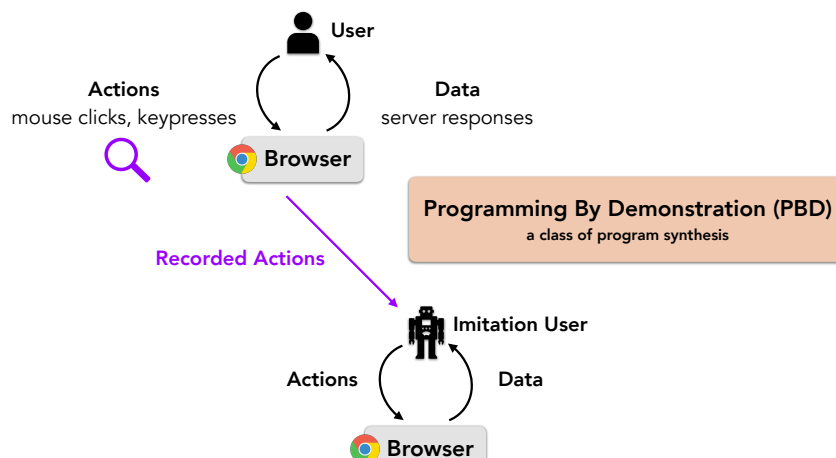 User
Actions
mouse clicks, keypresses
Data
server responses
Browser
Programming By Demonstration (PBD)
a class of program synthesis
Recorded Actions
Imitation User
Actions
Data
Browser